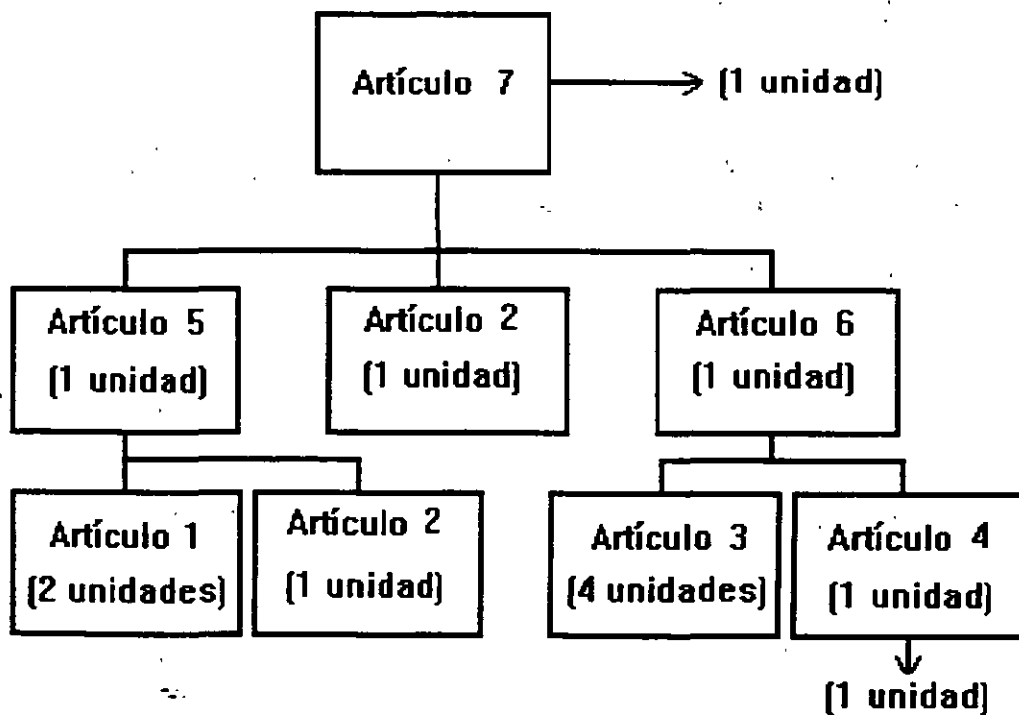 Artículo 7
(1 unidad)
Artículo 5
(1 unidad)
Artículo 2
(1 unidad)
Artículo 6
(1 unidad)
Artículo 1
(2 unidades)
Artículo 2
(1 unidad)
Artículo 3
(4 unidades)
Artículo 4
(1 unidad)
(1 unidad)